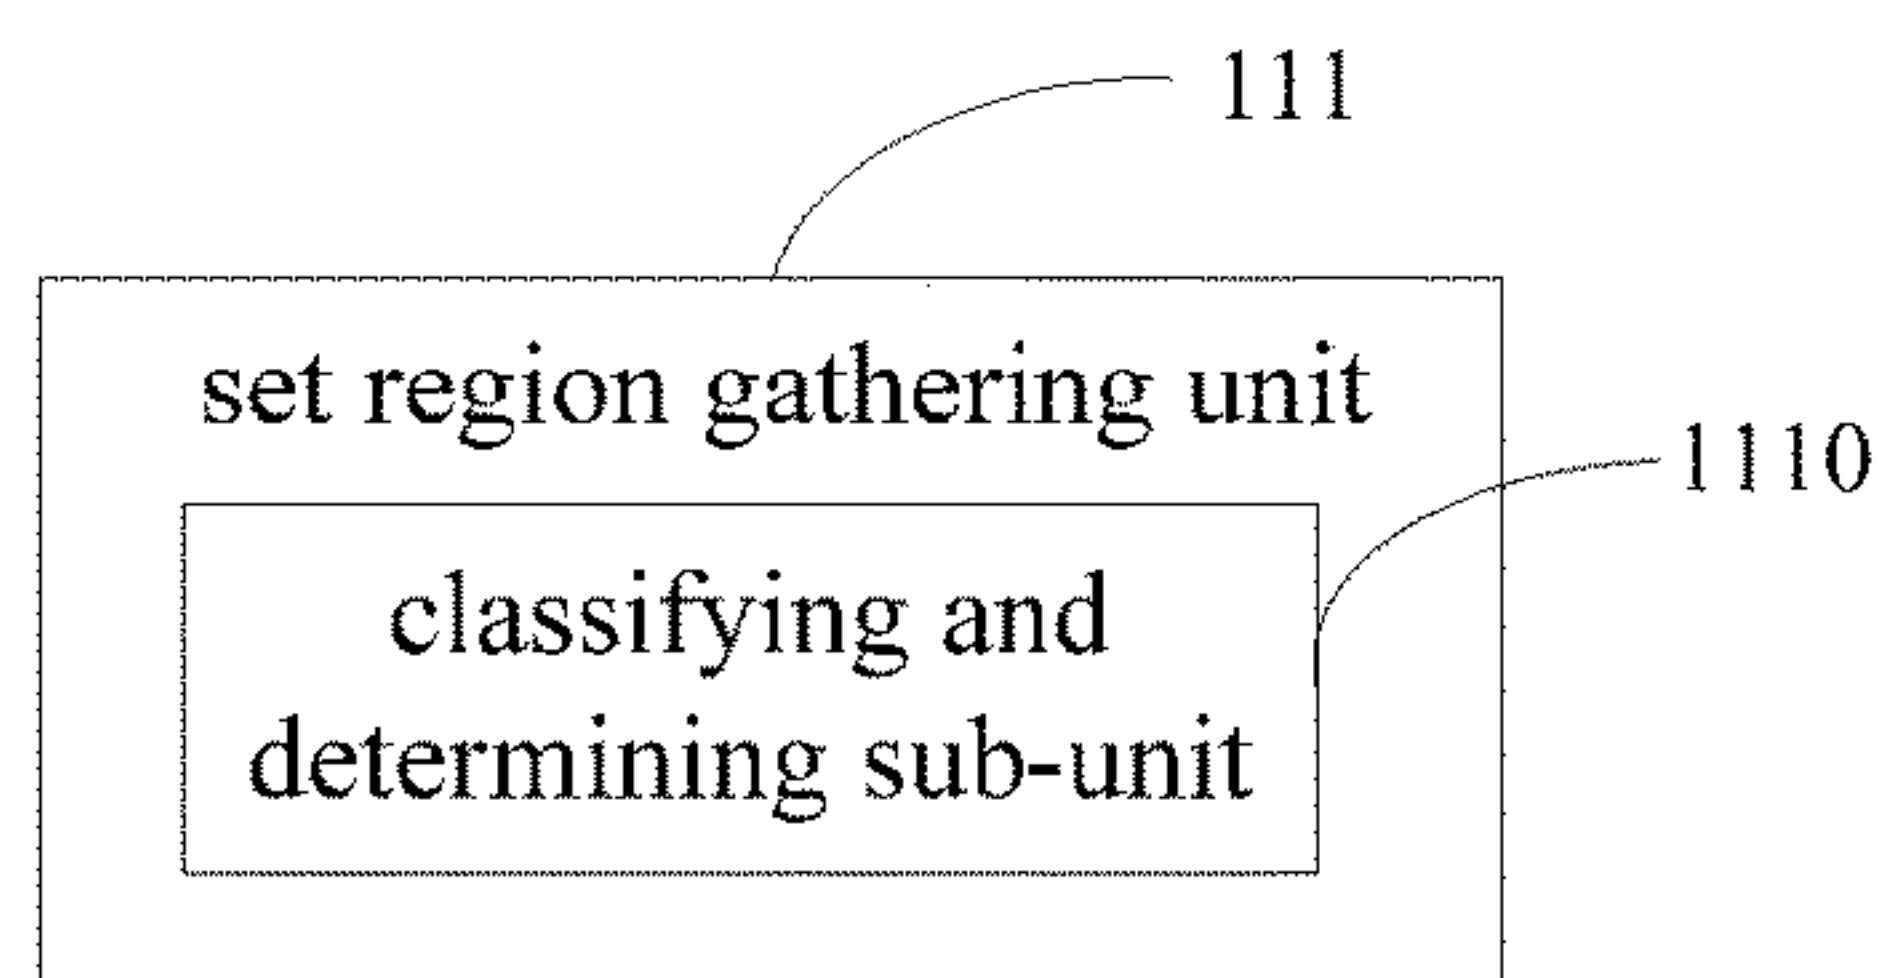 111
set region gathering unit
1110
classifying and
determining sub-unit